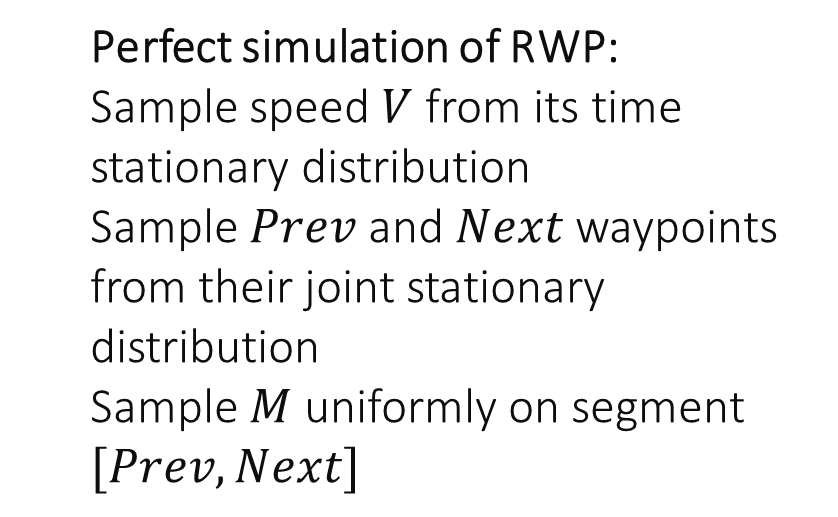 Perfect simulation of RWP:
Sample speed V from its time
stationary distribution
Sample Prev and Next waypoints
from their joint stationary
distribution
Sample M uniformly on segment
[Prev, Next]